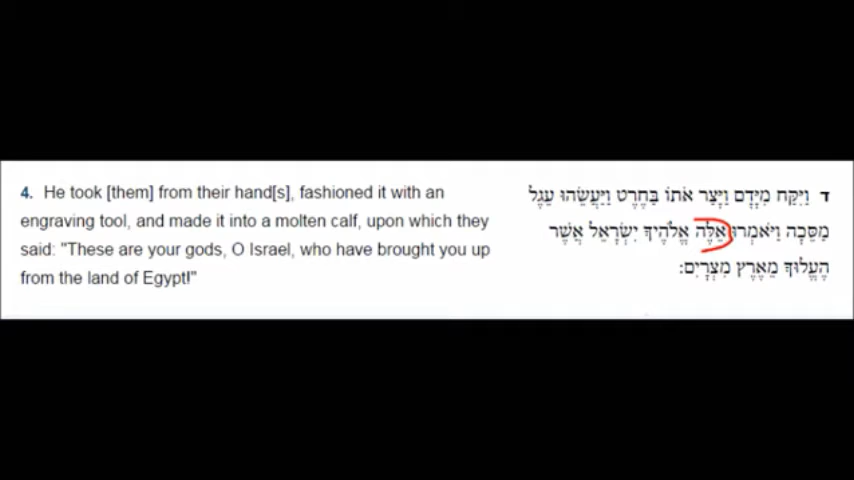 4. He took [them] from their hand[s], fashioned it with an
engraving tool, and made it into a molten calf, upon which they
said: "These are your gods, O Israel, who have brought you up
from the land of Egypt!"
ד וַיִּקַּח מִיָּדָם וַיָּצַר אֹתוֹ בַּחֶרֶט וַיַּעֲשֵׂהוּ עֵגֶל
מַסֵּכָה וַיֹּאמְרוּ אֵלֶּה אֱלֹהֶיךָ יִשְׂרָאֵל אֲשֶׁר
הֶעֱלוּךָ מֵאֶרֶץ מִצְרָיִם: